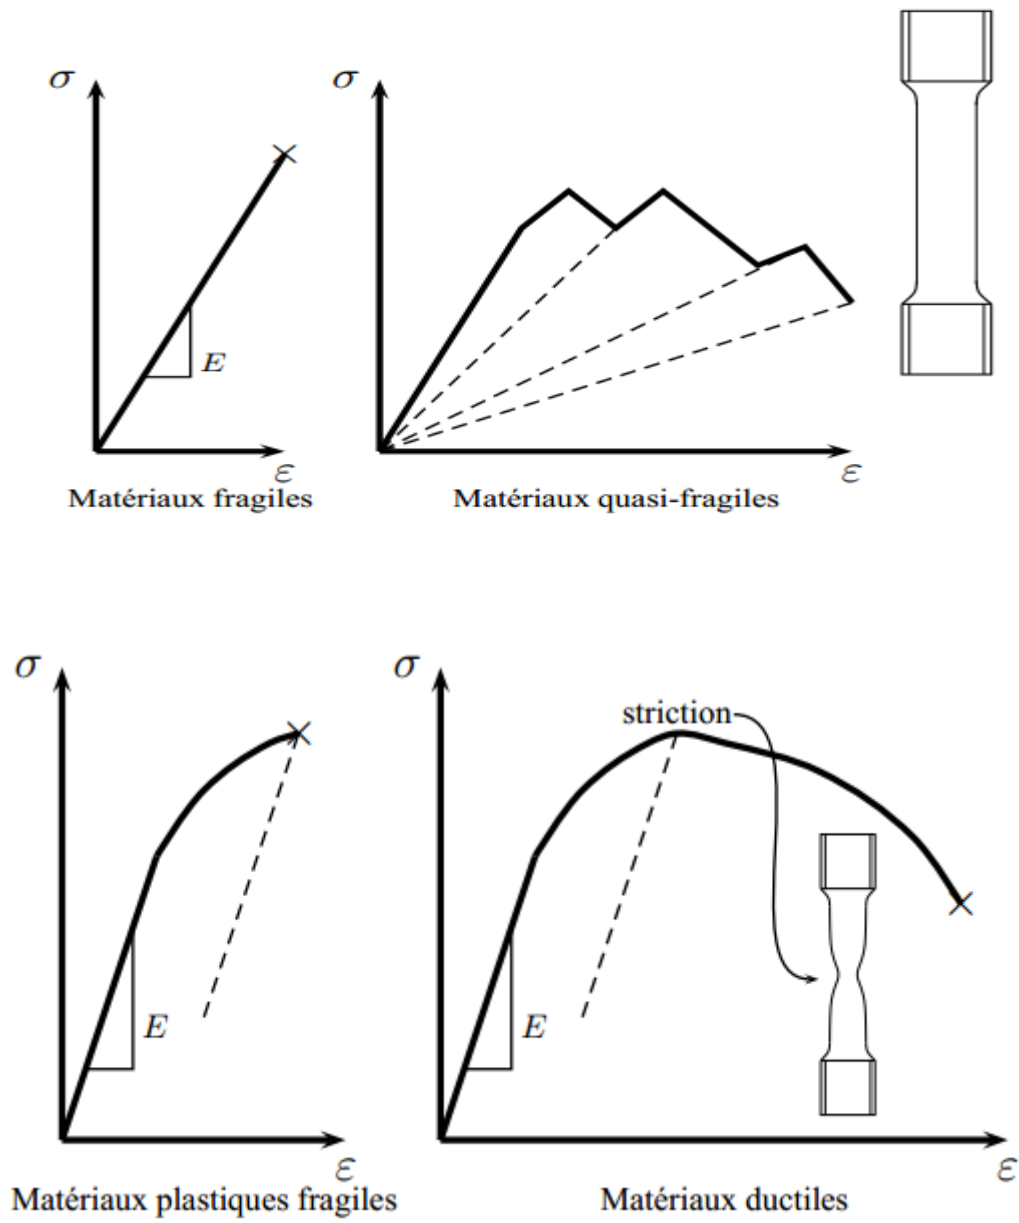 σ
σ
E
ε
ε
Matériaux fragiles
Matériaux quasi-fragiles
σ
σ
striction
E
E
ε
ε
Matériaux plastiques fragiles
Matériaux ductiles